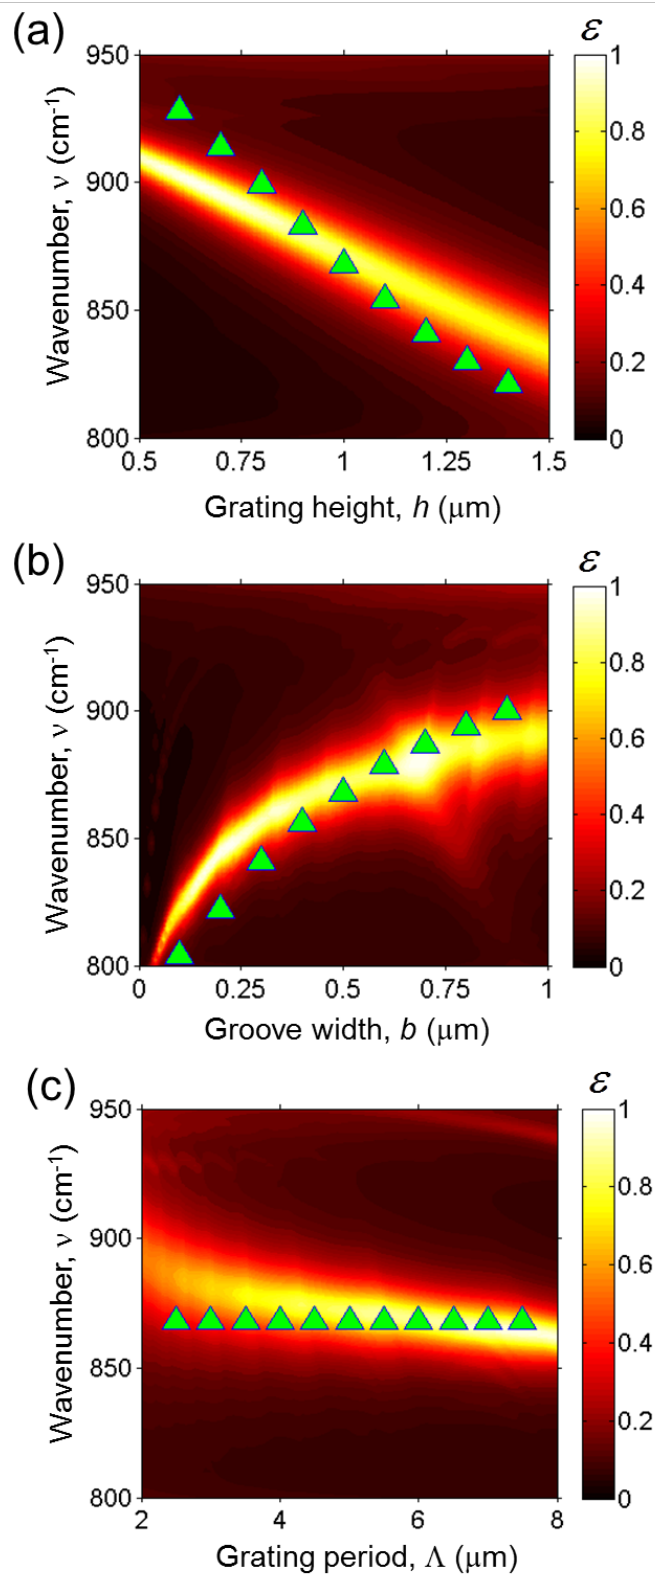 (a)
ε
950
900
850
800
Wavenumber, ν (cm-1)
0.5 0.75 1 1.25 1.5
Grating height, h (μm)
1
0.8
0.6
0.4
0.2
0
(b)
ε
950
900
850
800
Wavenumber, ν (cm-1)
0 0.25 0.5 0.75 1
Groove width, b (μm)
1
0.8
0.6
0.4
0.2
0
(c)
ε
950
900
850
800
Wavenumber, ν (cm-1)
2 4 6 8
Grating period, Λ (μm)
1
0.8
0.6
0.4
0.2
0